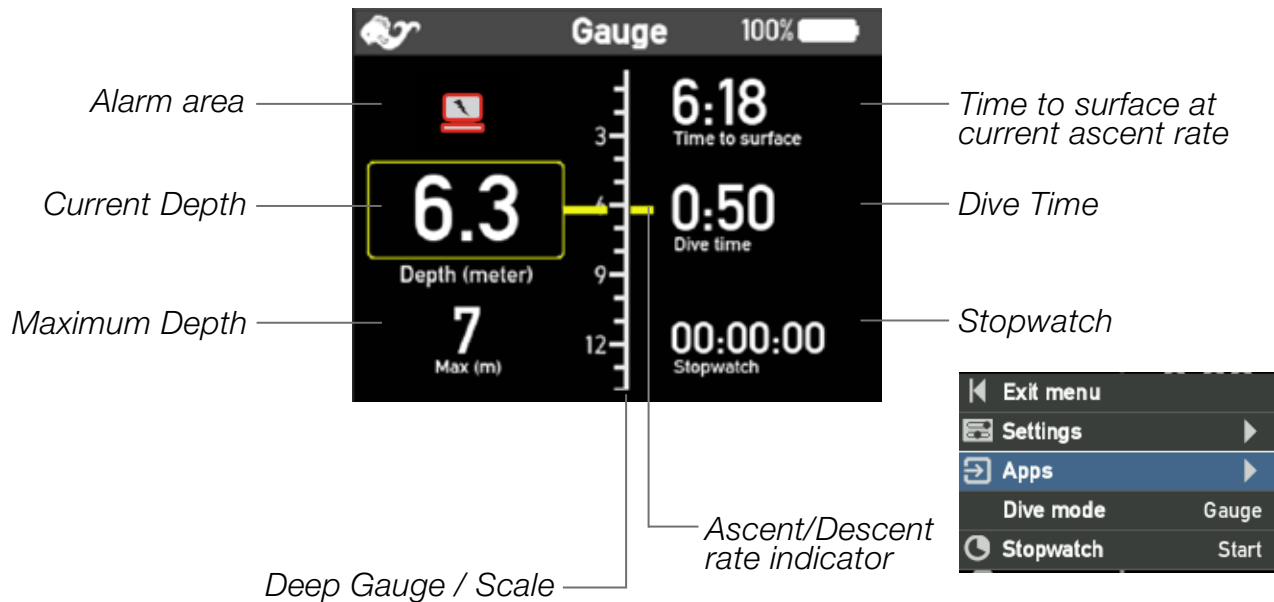 Gauge 100%
Alarm area
6:18
Time to surface
Time to surface at
current ascent rate
3
Current Depth
6.3
6
0:50
Dive time
Dive Time
Depth (meter)
9
Maximum Depth
7
Max (m)
12
00:00:00
Stopwatch
Stopwatch
Exit menu
Settings
Apps
Dive mode Gauge
Stopwatch Start
Ascent/Descent
rate indicator
Deep Gauge / Scale